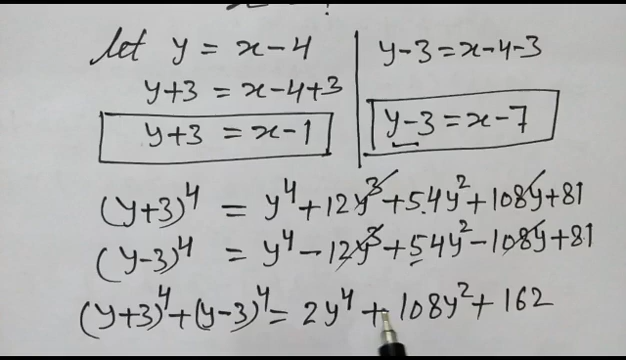 let y = x-4
y+3 = x-4+3
y+3 = x-1
y-3 = x-4-3
y-3 = x-7
(y+3)⁴ = y⁴+12y³+54y²+108y+81
(y-3)⁴ = y⁴-12y³+54y²-108y+81
(y+3)⁴+(y-3)⁴ = 2y⁴+108y²+162